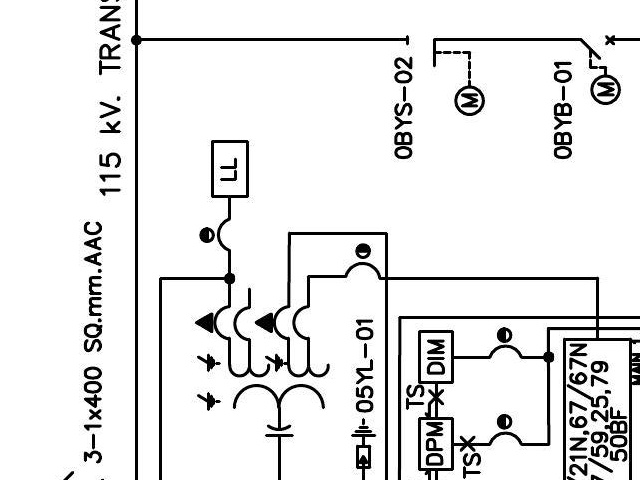 115 kV. TRANS
3-1x400 SQ.mm.AAC
LL
0BYS-02
M
0BYB-01
M
05YL-01
DIM
TS
DPM
TS
/21N,67/67N
7/59,25,79
50BF
MAIN 1